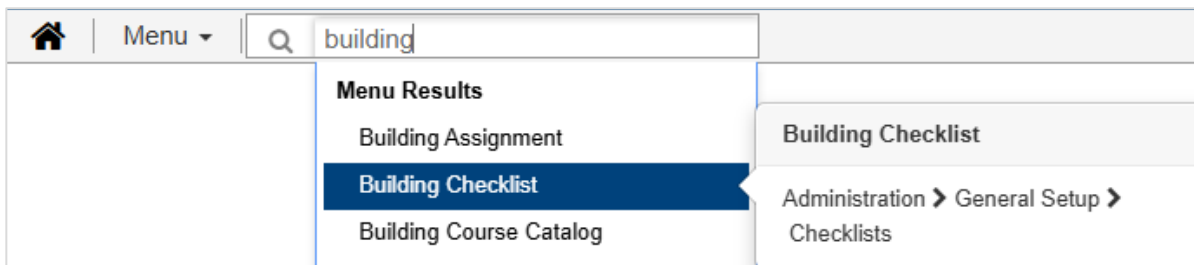 Menu
building
Menu Results
Building Assignment
Building Checklist
Building Course Catalog
Building Checklist
Administration > General Setup >
Checklists